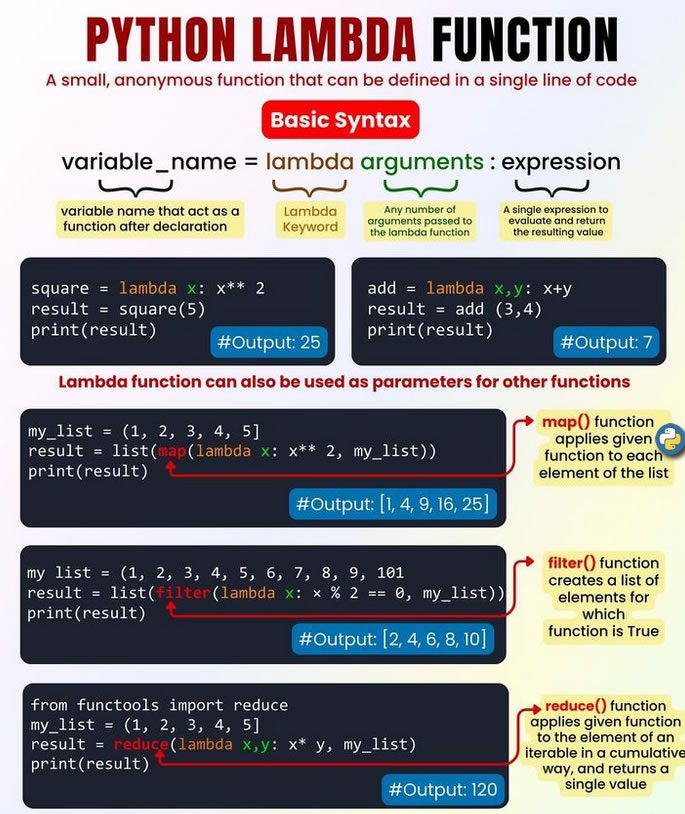 PYTHON LAMBDA FUNCTION
A small, anonymous function that can be defined in a single line of code
Basic Syntax
variable_name = lambda arguments : expression
variable name that act as a
function after declaration
Lambda
Keyword
Any number of
arguments passed to
the lambda function
A single expression to
evaluate and return
the resulting value
square = lambda x: x** 2
result = square(5)
print(result)
#Output: 25
add = lambda x,y: x+y
result = add (3,4)
print(result)
#Output: 7
Lambda function can also be used as parameters for other functions
my_list = (1, 2, 3, 4, 5]
result = list(map(lambda x: x** 2, my_list))
print(result)
#Output: [1, 4, 9, 16, 25]
map() function
applies given
function to each
element of the list
my list = (1, 2, 3, 4, 5, 6, 7, 8, 9, 101
result = list(filter(lambda x: × % 2 == 0, my_list))
print(result)
#Output: [2, 4, 6, 8, 10]
filter() function
creates a list of
elements for
which
function is True
from functools import reduce
my_list = (1, 2, 3, 4, 5]
result = reduce(lambda x,y: x* y, my_list)
print(result)
#Output: 120
reduce() function
applies given function
to the element of an
iterable in a cumulative
way, and returns a
single value